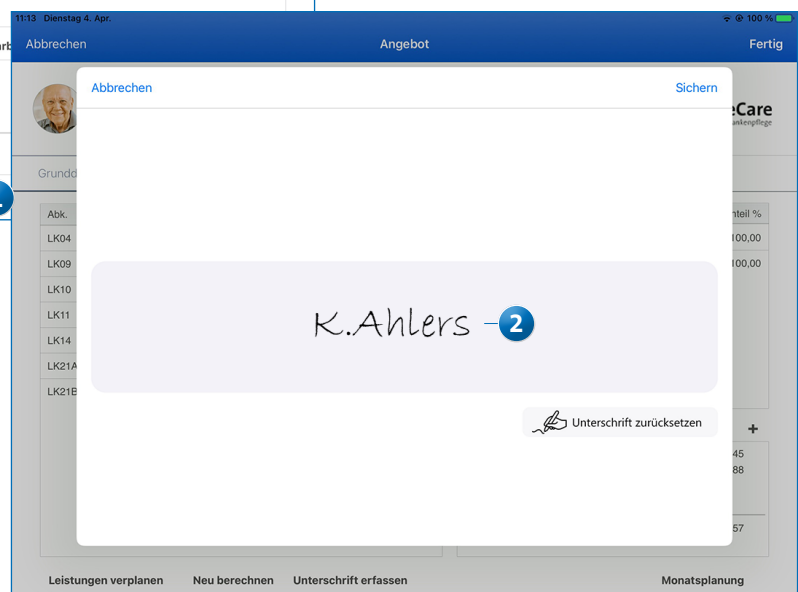 11:13 Dienstag 4. Apr.
100 %
Abbrechen
Angebot
Fertig
Abbrechen
Sichern
eCare
ankenpflege
Grundd
Abk.
nteil %
LK04
100,00
LK09
100,00
LK10
LK11
LK14
LK21A
LK21B
K.Ahlers
2
Unterschrift zurücksetzen
+
45
88
57
Leistungen verplanen
Neu berechnen
Unterschrift erfassen
Monatsplanung